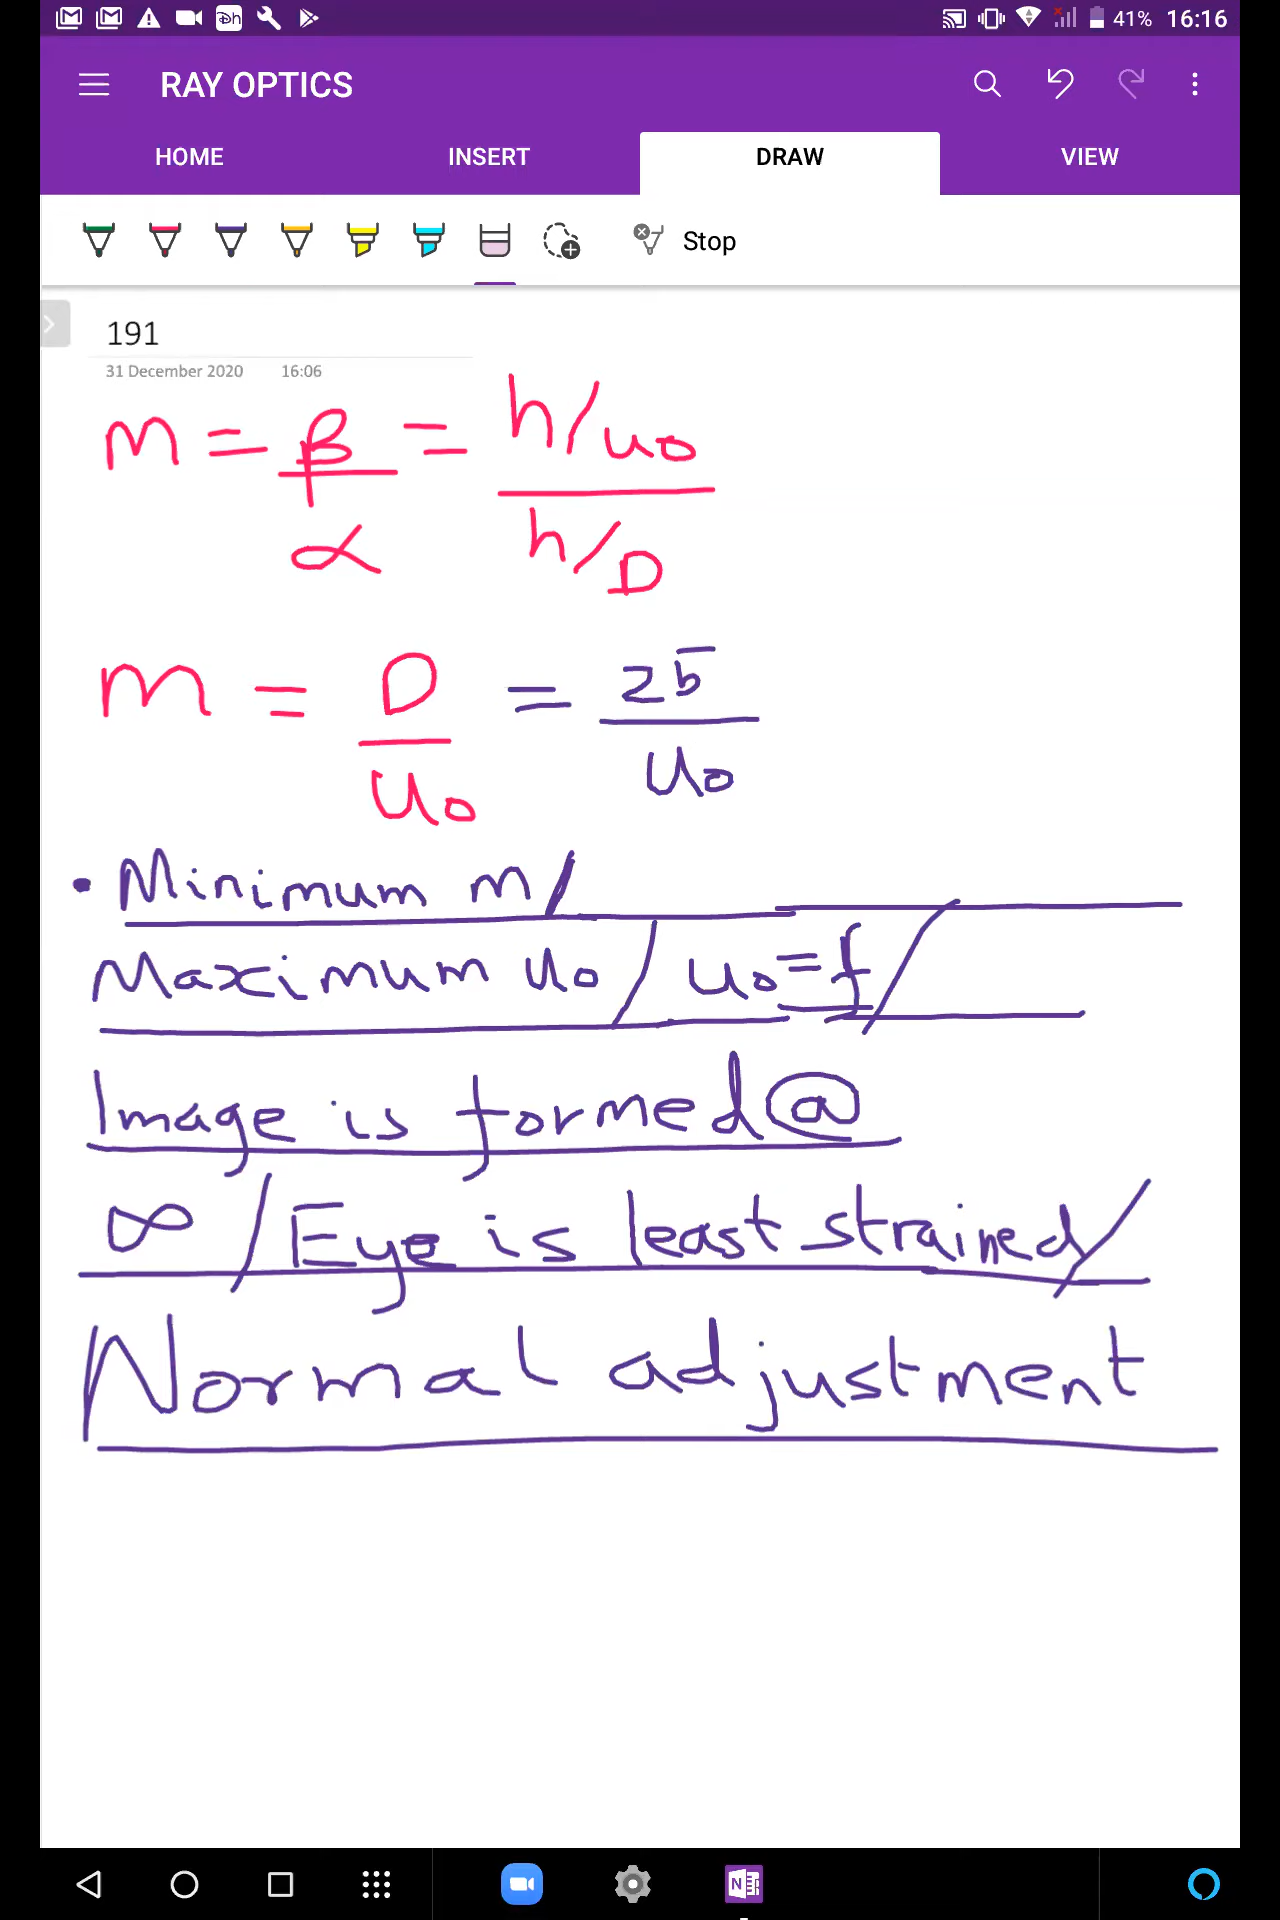 41% 16:16
RAY OPTICS
HOME INSERT DRAW VIEW
Stop
191
31 December 2020 16:06
m = β/α = (h/u₀)/(h/D)
m = D/u₀ = 25/u₀
• Minimum m/
Maximum u₀/ u₀=f/
Image is formed @
∞/Eye is least strained/
Normal adjustment